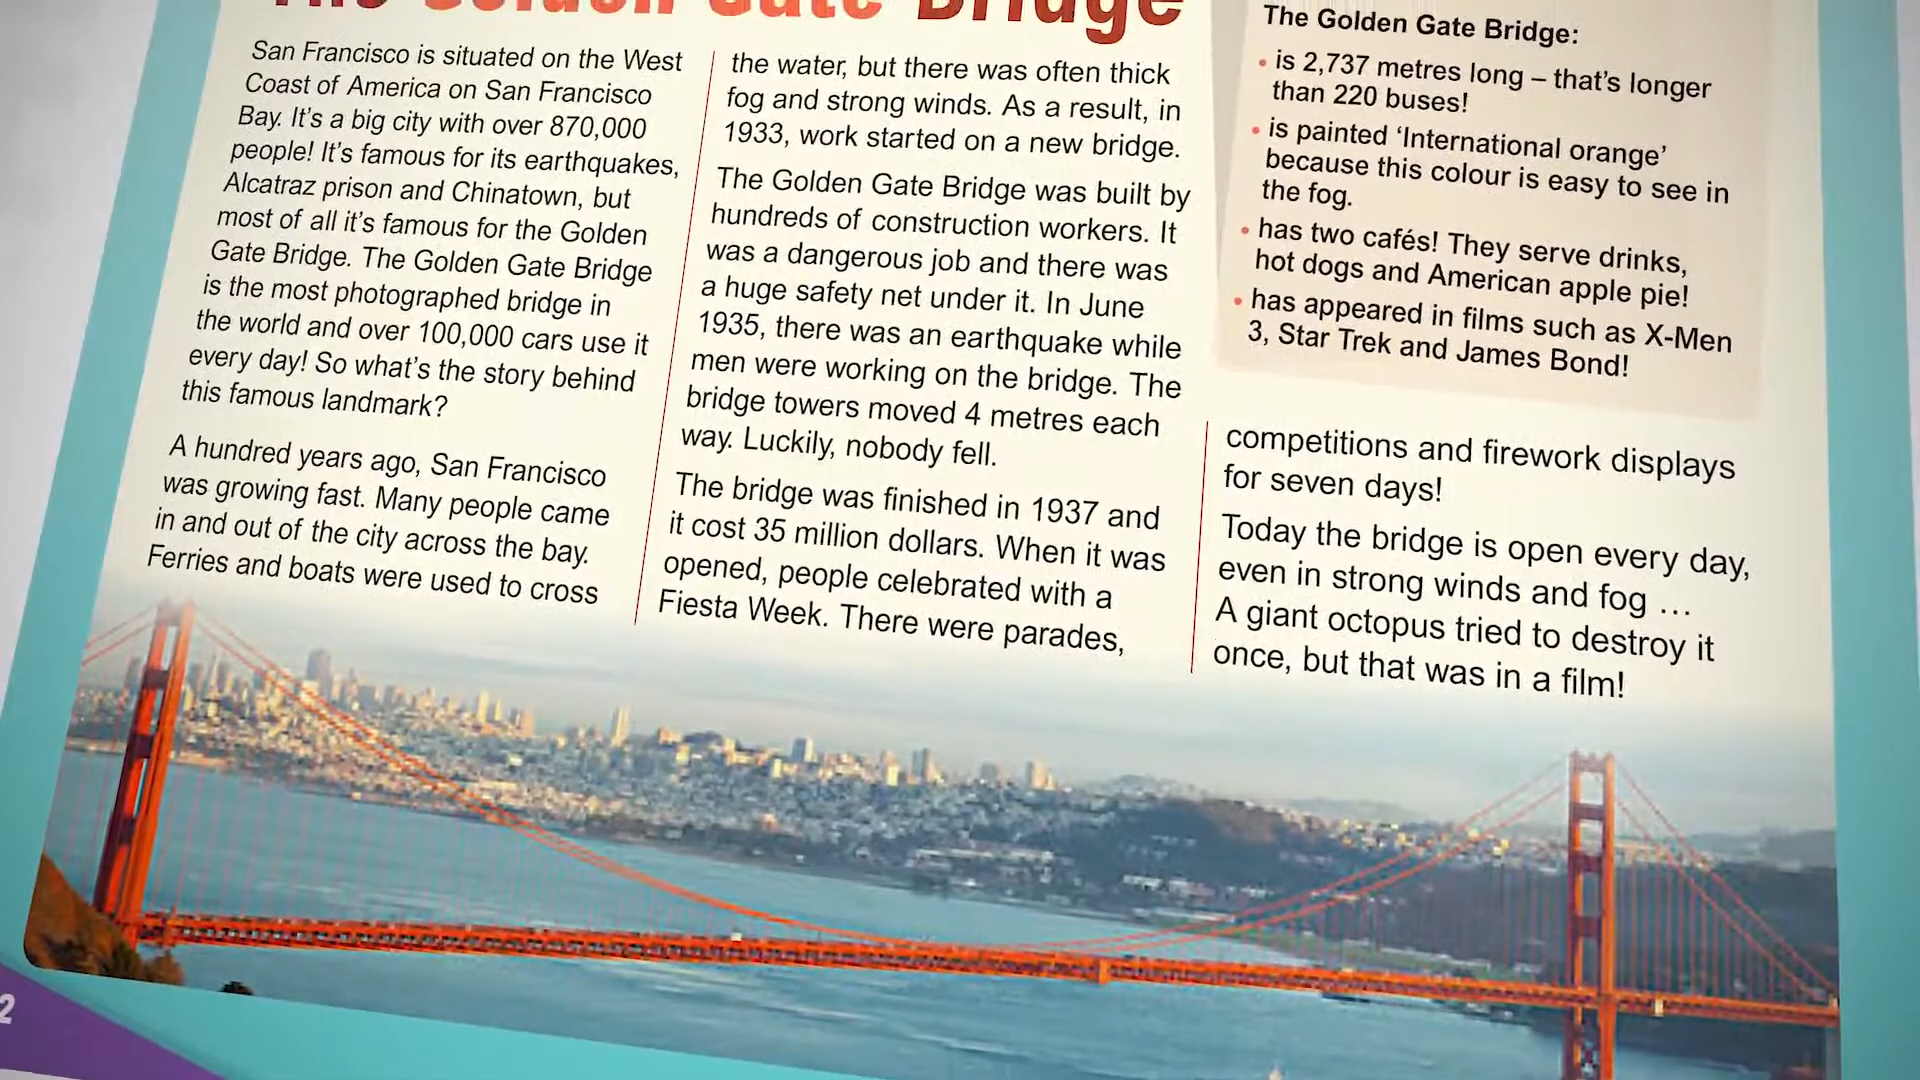 The Golden Gate Bridge
San Francisco is situated on the West
Coast of America on San Francisco
Bay. It's a big city with over 870,000
people! It's famous for its earthquakes,
Alcatraz prison and Chinatown, but
most of all it's famous for the Golden
Gate Bridge. The Golden Gate Bridge
is the most photographed bridge in
the world and over 100,000 cars use it
every day! So what's the story behind
this famous landmark?
A hundred years ago, San Francisco
was growing fast. Many people came
in and out of the city across the bay.
Ferries and boats were used to cross
the water, but there was often thick
fog and strong winds. As a result, in
1933, work started on a new bridge.
The Golden Gate Bridge was built by
hundreds of construction workers. It
was a dangerous job and there was
a huge safety net under it. In June
1935, there was an earthquake while
men were working on the bridge. The
bridge towers moved 4 metres each
way. Luckily, nobody fell.
The bridge was finished in 1937 and
it cost 35 million dollars. When it was
opened, people celebrated with a
Fiesta Week. There were parades,
The Golden Gate Bridge:
• is 2,737 metres long – that's longer
than 220 buses!
• is painted 'International orange'
because this colour is easy to see in
the fog.
• has two cafés! They serve drinks,
hot dogs and American apple pie!
• has appeared in films such as X-Men
3, Star Trek and James Bond!
competitions and firework displays
for seven days!
Today the bridge is open every day,
even in strong winds and fog …
A giant octopus tried to destroy it
once, but that was in a film!
2